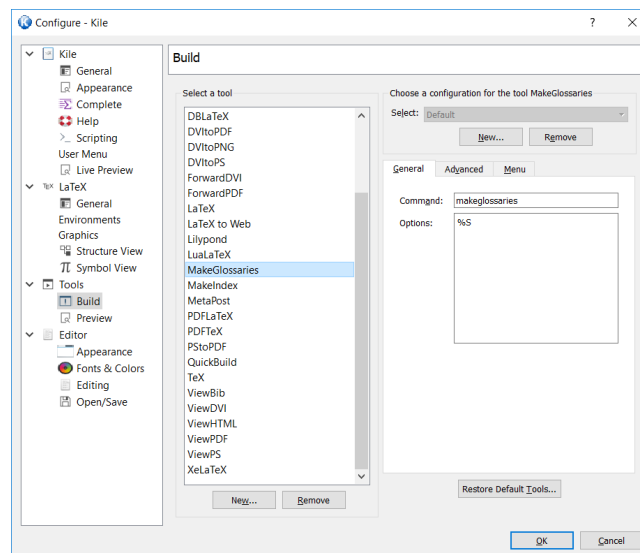 Configure - Kile
?
Kile
General
Appearance
Complete
Help
Scripting
User Menu
Live Preview
LaTeX
General
Environments
Graphics
Structure View
Symbol View
Tools
Build
Preview
Editor
Appearance
Fonts & Colors
Editing
Open/Save
Build
Select a tool
DBLaTeX
DVItoPDF
DVItoPNG
DVItoPS
ForwardDVI
ForwardPDF
LaTeX
LaTeX to Web
Lilypond
LuaLaTeX
MakeGlossaries
MakeIndex
MetaPost
PDFLaTeX
PDFTeX
PStoPDF
QuickBuild
TeX
ViewBib
ViewDVI
ViewHTML
ViewPDF
ViewPS
XeLaTeX
New...
Remove
Choose a configuration for the tool MakeGlossaries
Select:
Default
New...
Remove
General
Advanced
Menu
Command:
makeglossaries
Options:
%S
Restore Default Tools...
OK
Cancel